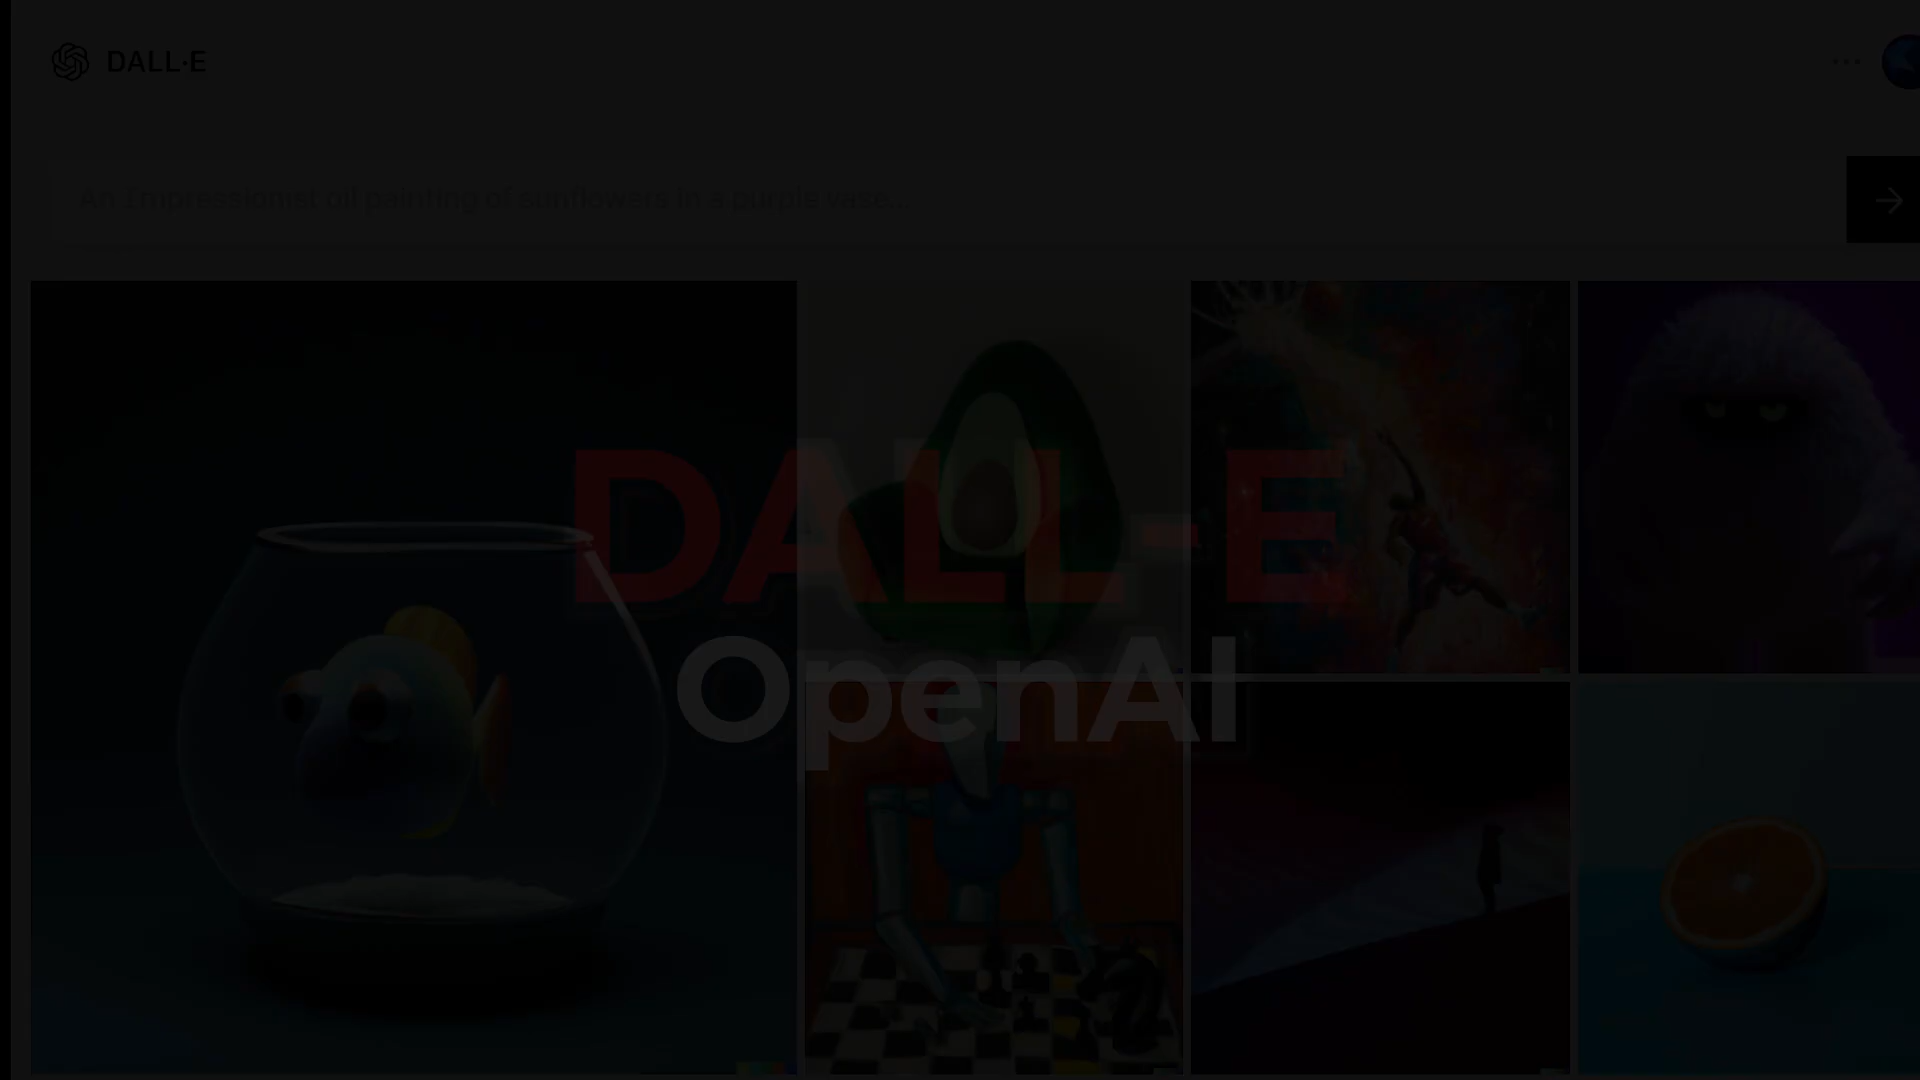 DALL·E
An Impressionist oil painting of sunflowers in a purple vase...
DALL-E
OpenAI